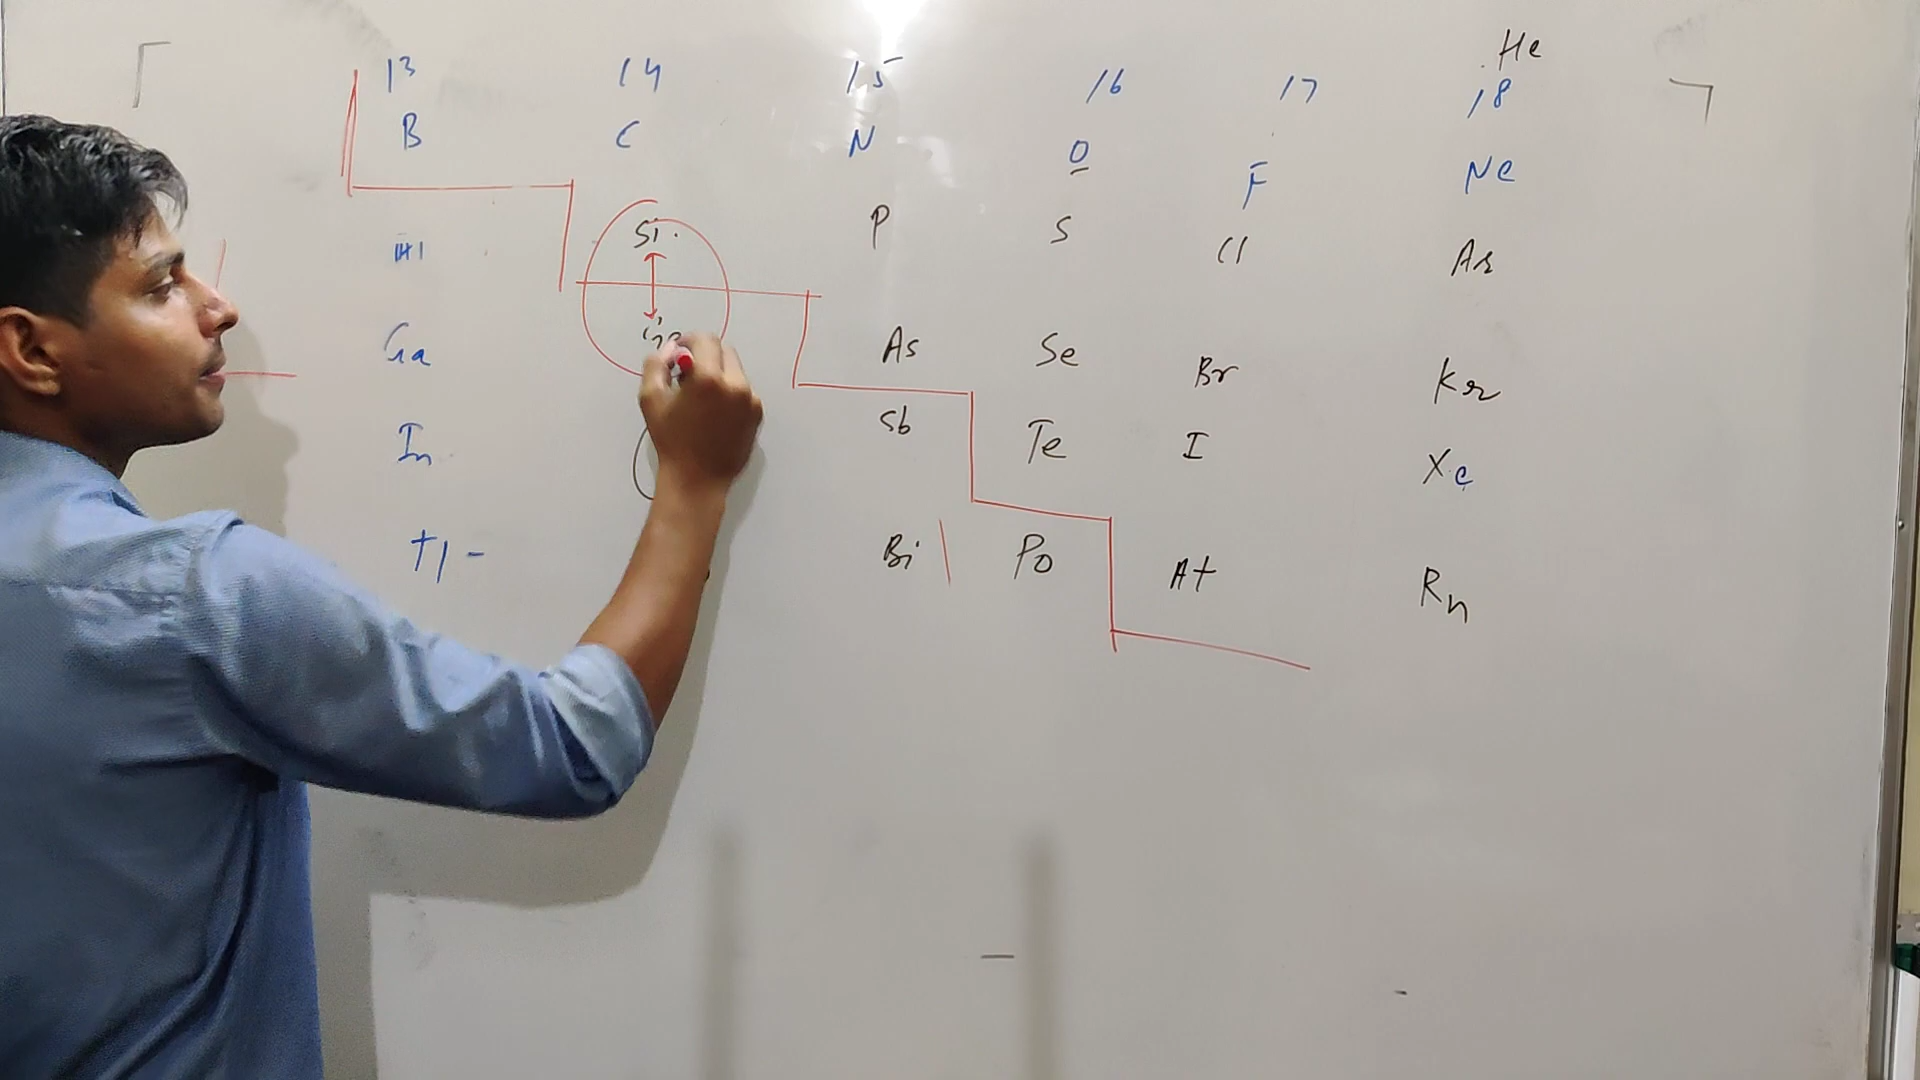 He
13 14 15 16 17 18
B C N O F Ne
Si P S Cl Ar
Ga Ge As Se Br Kr
In Sb Te I Xe
Tl - Bi Po At Rn